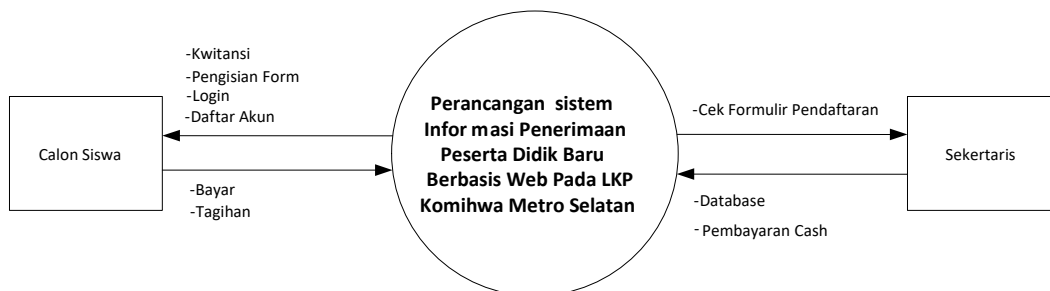 -Kwitansi
-Pengisian Form
-Login
-Daftar Akun
Calon Siswa
-Bayar
-Tagihan
Perancangan sistem
Infor masi Penerimaan
Peserta Didik Baru
Berbasis Web Pada LKP
Komihwa Metro Selatan
-Cek Formulir Pendaftaran
Sekertaris
-Database
- Pembayaran Cash